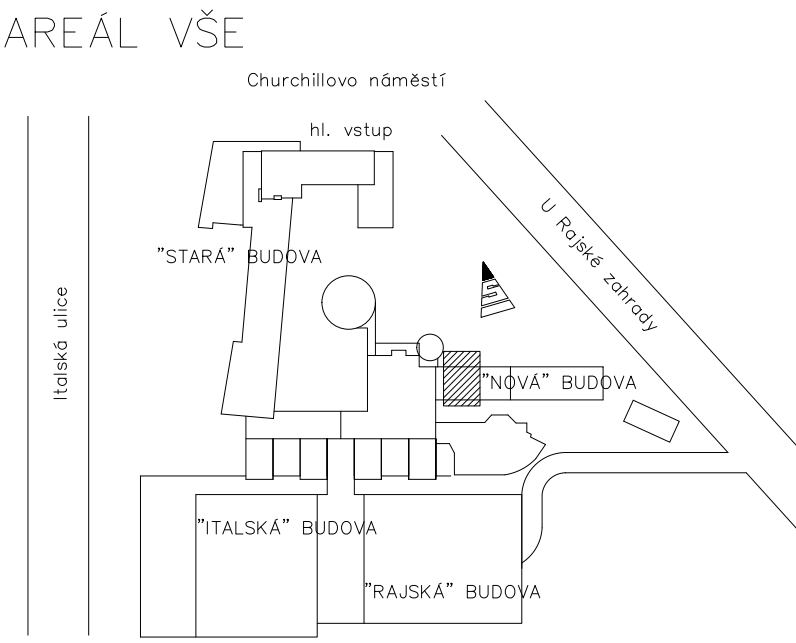 AREÁL VŠE
Churchillovo náměstí
hl. vstup
U Rajské zahrady
"STARÁ" BUDOVA
Italská ulice
"NOVÁ" BUDOVA
"ITALSKÁ" BUDOVA
"RAJSKÁ" BUDOVA